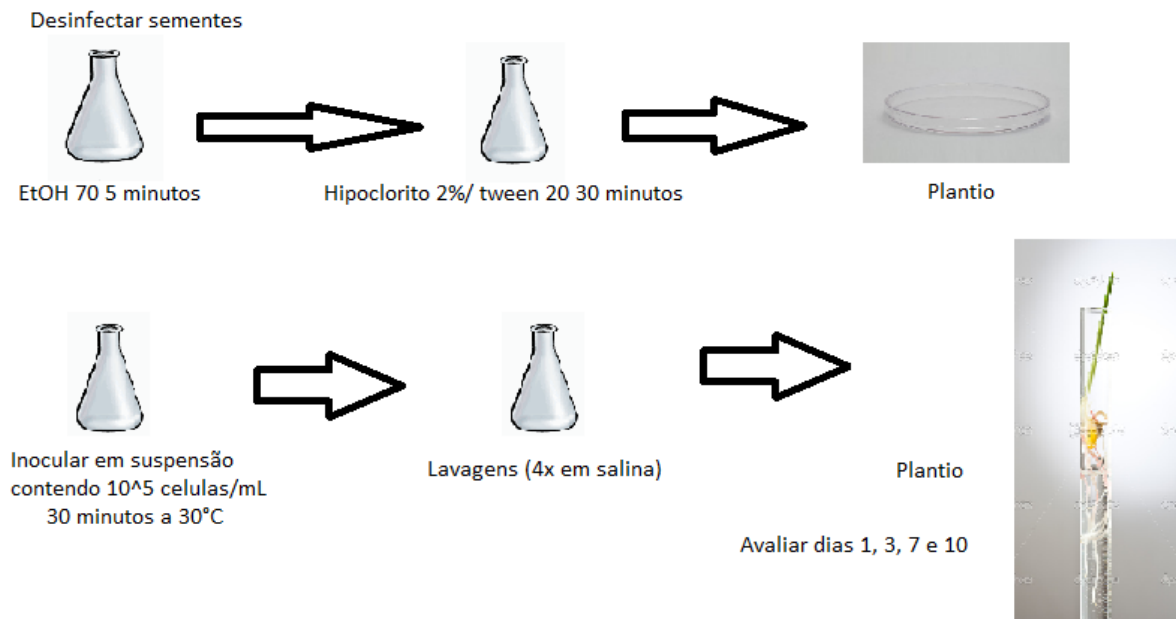 Desinfectar sementes
EtOH 70 5 minutos
Hipoclorito 2%/ tween 20 30 minutos
Plantio
Inocular em suspensão
contendo 10^5 celulas/mL
30 minutos a 30°C
Lavagens (4x em salina)
Plantio
Avaliar dias 1, 3, 7 e 10